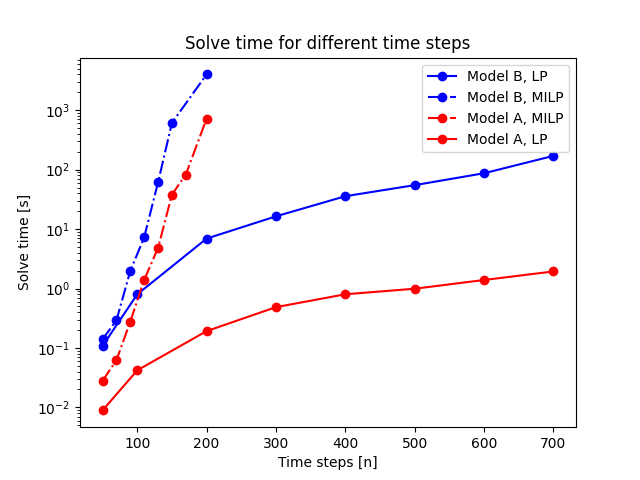 Solve time for different time steps
Model B, LP
Model B, MILP
Model A, MILP
Model A, LP
Solve time [s]
10³
10²
10¹
10⁰
10⁻¹
10⁻²
100 200 300 400 500 600 700
Time steps [n]